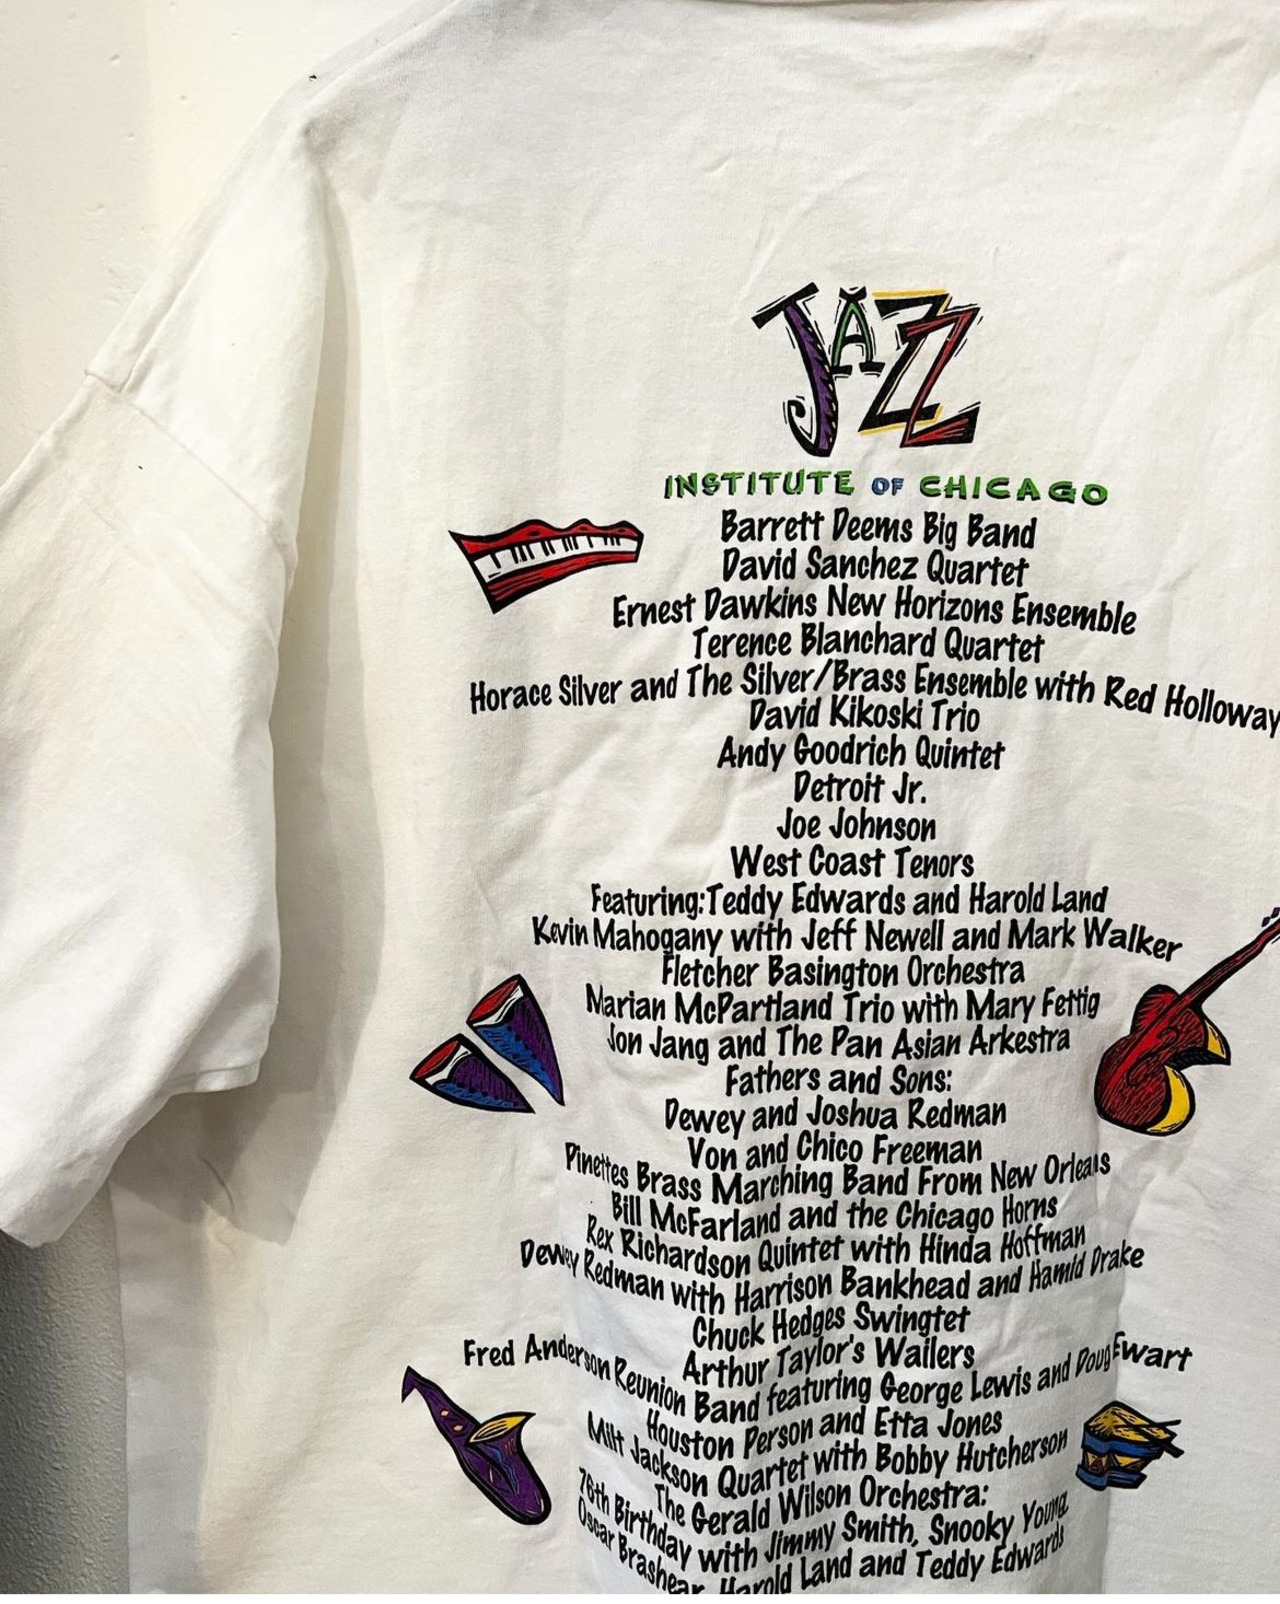 JAZZ
INSTITUTE OF CHICAGO
Barrett Deems Big Band
David Sanchez Quartet
Ernest Dawkins New Horizons Ensemble
Terence Blanchard Quartet
Horace Silver and The Silver/Brass Ensemble with Red Holloway
David Kikoski Trio
Andy Goodrich Quintet
Detroit Jr.
Joe Johnson
West Coast Tenors
Featuring:Teddy Edwards and Harold Land
Kevin Mahogany with Jeff Newell and Mark Walker
Fletcher Basington Orchestra
Marian McPartland Trio with Mary Fettig
Jon Jang and The Pan Asian Arkestra
Fathers and Sons:
Dewey and Joshua Redman
Von and Chico Freeman
Pinettes Brass Marching Band From New Orleans
Bill McFarland and the Chicago Horns
Rex Richardson Quintet with Hinda Hoffman
Dewey Redman with Harrison Bankhead and Hamid Drake
Chuck Hedges Swingtet
Arthur Taylor's Wailers
Fred Anderson Reunion Band featuring George Lewis and Doug Ewart
Houston Person and Etta Jones
Milt Jackson Quartet with Bobby Hutcherson
The Gerald Wilson Orchestra:
76th Birthday with Jimmy Smith, Snooky Young
Oscar Brashear, Harold Land and Teddy Edwards